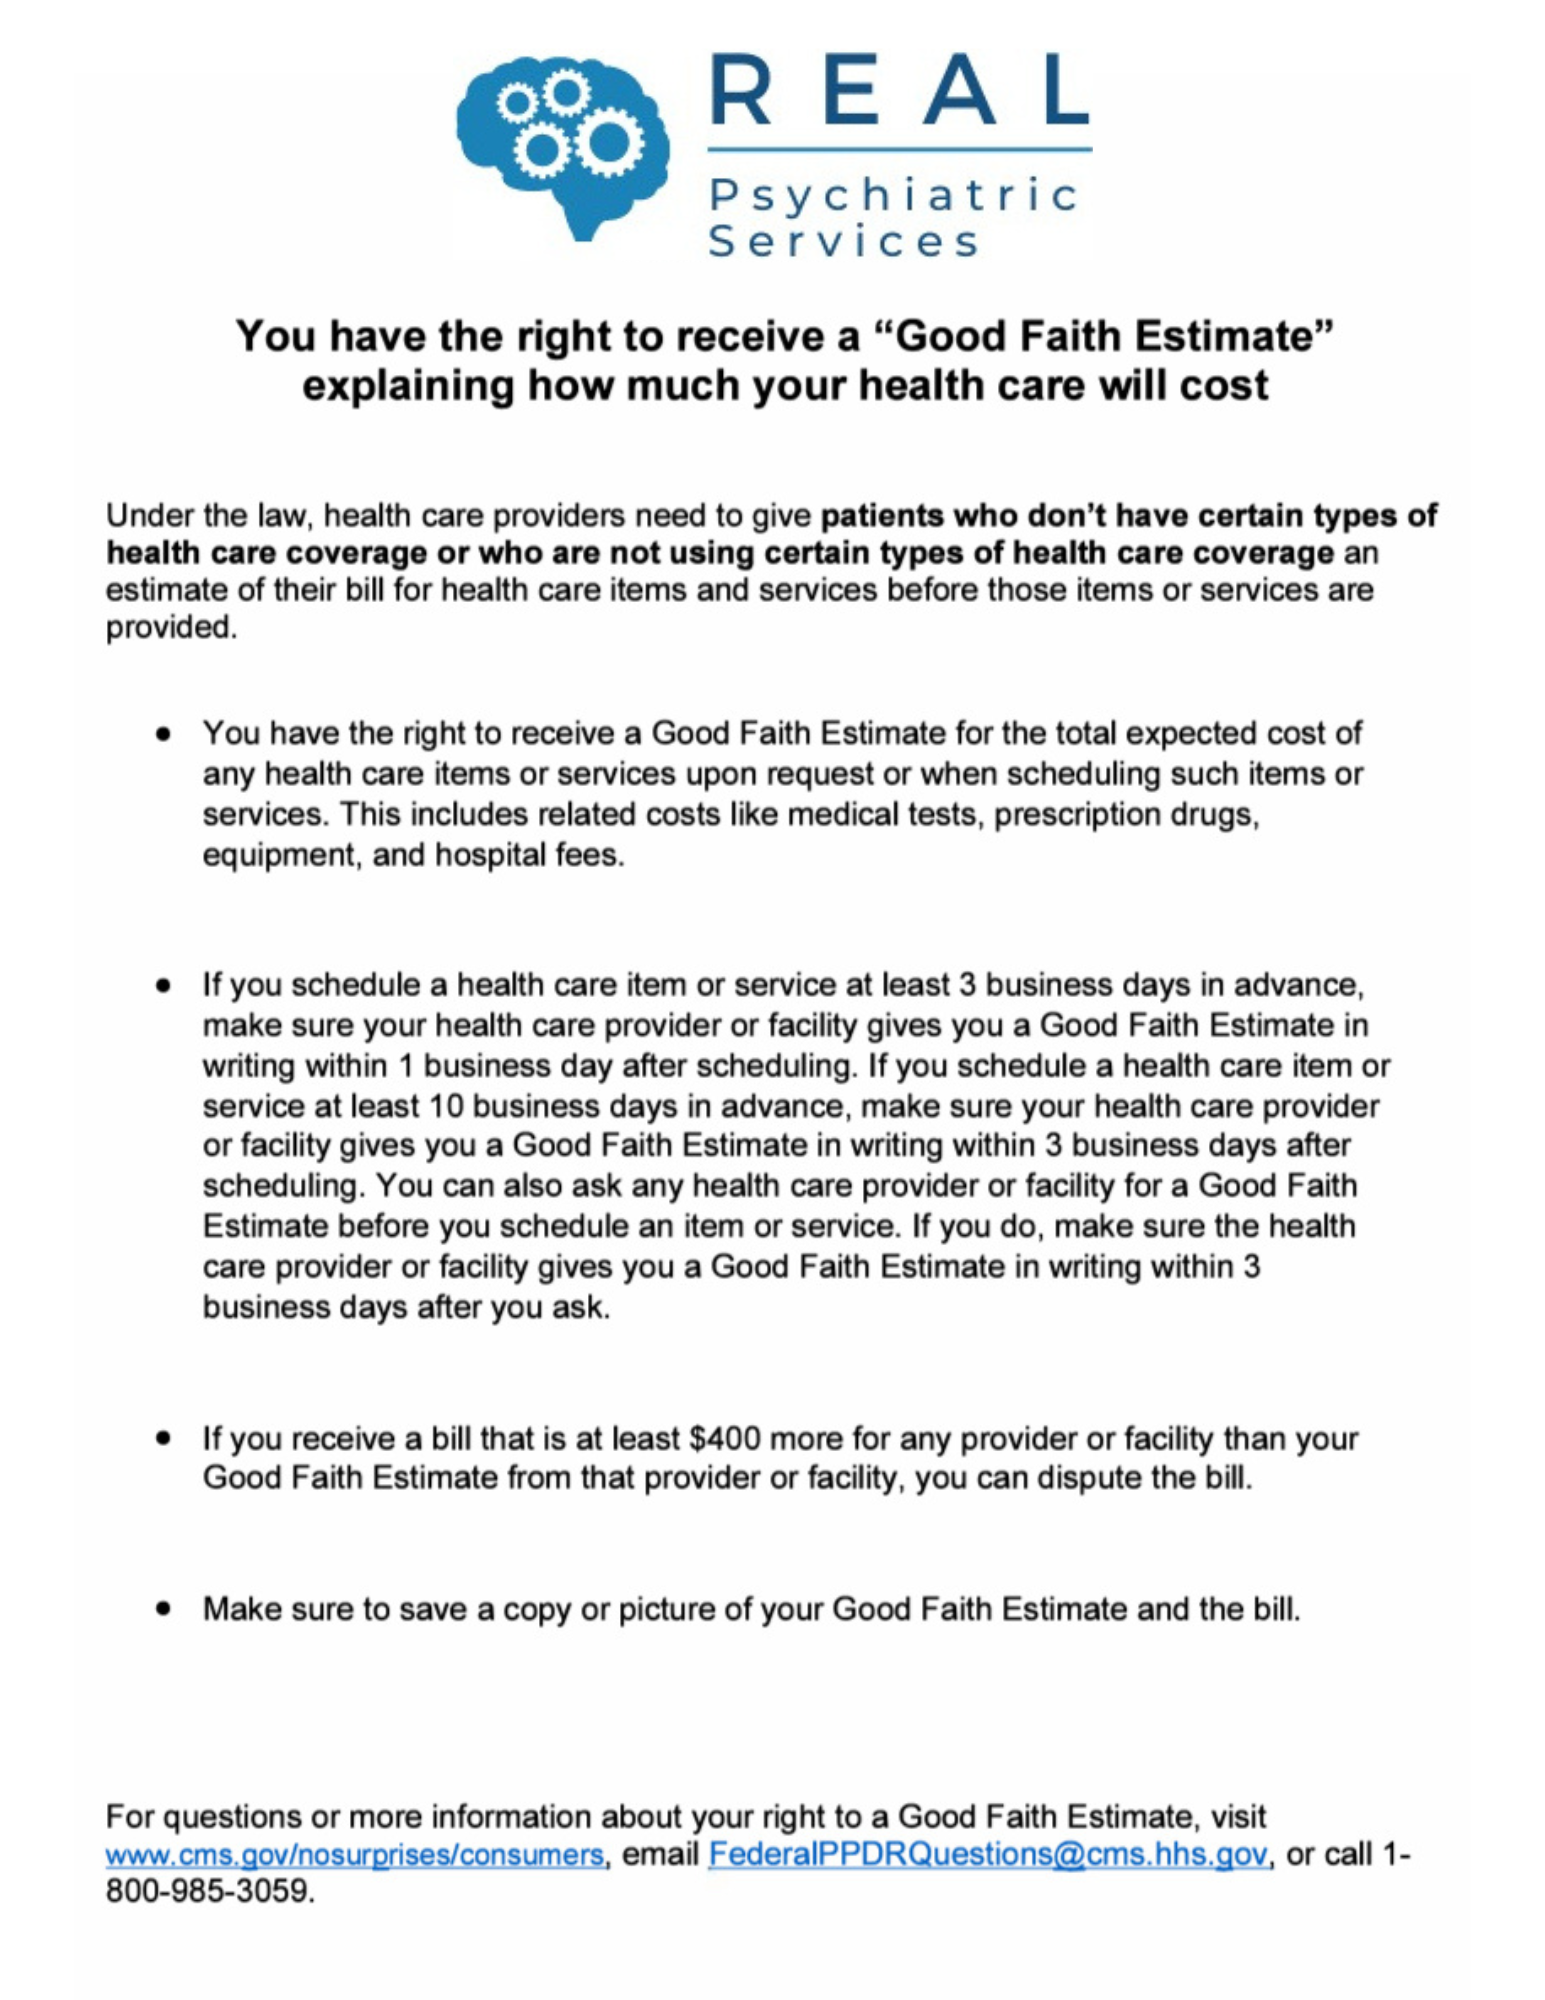 REAL
Psychiatric
Services
You have the right to receive a “Good Faith Estimate”
explaining how much your health care will cost
Under the law, health care providers need to give patients who don’t have certain types of
health care coverage or who are not using certain types of health care coverage an
estimate of their bill for health care items and services before those items or services are
provided.
• You have the right to receive a Good Faith Estimate for the total expected cost of
any health care items or services upon request or when scheduling such items or
services. This includes related costs like medical tests, prescription drugs,
equipment, and hospital fees.
• If you schedule a health care item or service at least 3 business days in advance,
make sure your health care provider or facility gives you a Good Faith Estimate in
writing within 1 business day after scheduling. If you schedule a health care item or
service at least 10 business days in advance, make sure your health care provider
or facility gives you a Good Faith Estimate in writing within 3 business days after
scheduling. You can also ask any health care provider or facility for a Good Faith
Estimate before you schedule an item or service. If you do, make sure the health
care provider or facility gives you a Good Faith Estimate in writing within 3
business days after you ask.
• If you receive a bill that is at least $400 more for any provider or facility than your
Good Faith Estimate from that provider or facility, you can dispute the bill.
• Make sure to save a copy or picture of your Good Faith Estimate and the bill.
For questions or more information about your right to a Good Faith Estimate, visit
www.cms.gov/nosurprises/consumers, email FederalPPDRQuestions@cms.hhs.gov, or call 1-
800-985-3059.